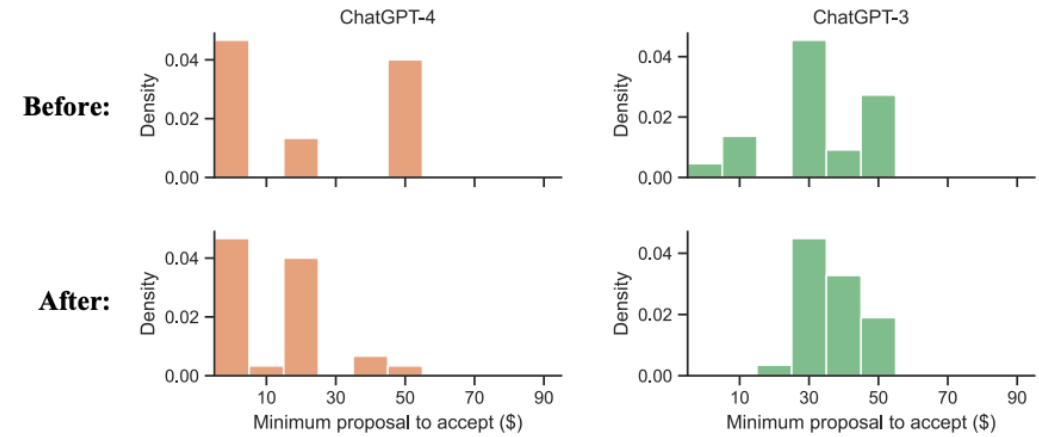 ChatGPT-4
ChatGPT-3
Before:
Density
0.04
0.02
0.00
Density
0.04
0.02
0.00
After:
Density
0.04
0.02
0.00
10 30 50 70 90
Minimum proposal to accept ($)
Density
0.04
0.02
0.00
10 30 50 70 90
Minimum proposal to accept ($)